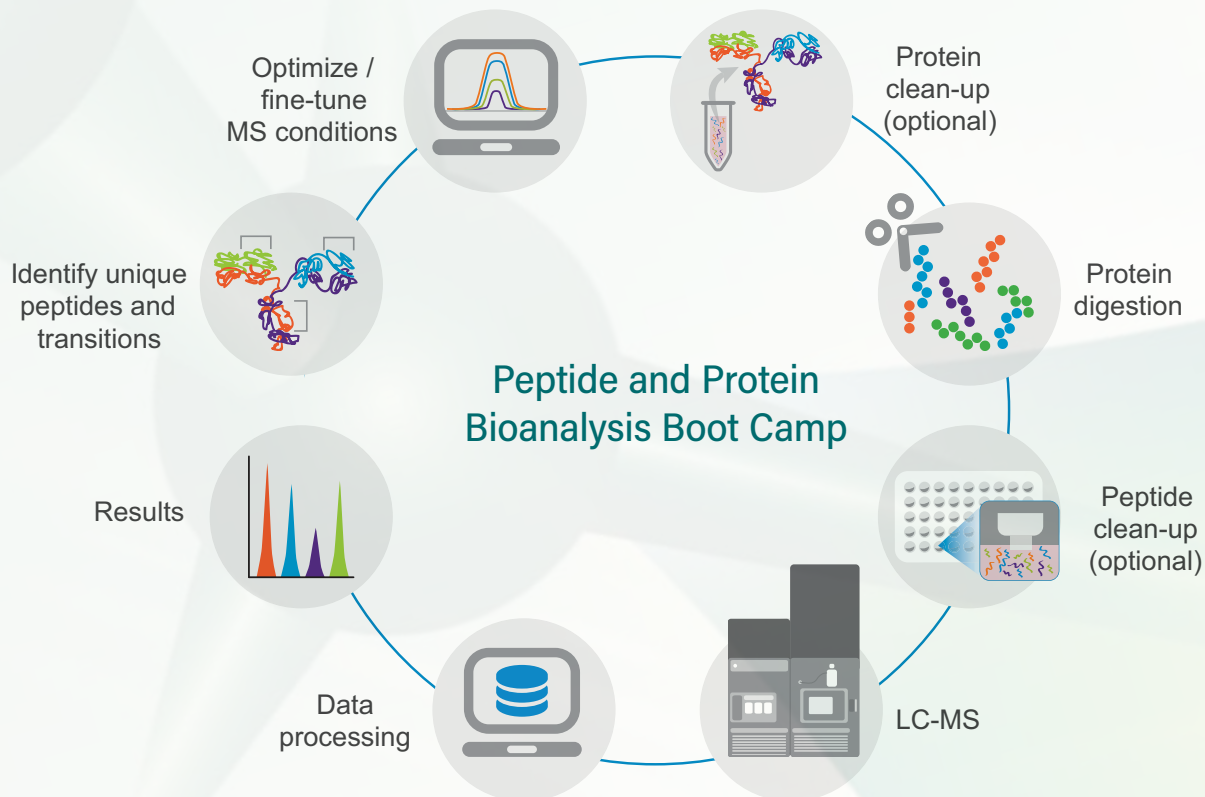 Optimize /
fine-tune
MS conditions
Protein
clean-up
(optional)
Identify unique
peptides and
transitions
Protein
digestion
Peptide and Protein
Bioanalysis Boot Camp
Results
Peptide
clean-up
(optional)
Data
processing
LC-MS